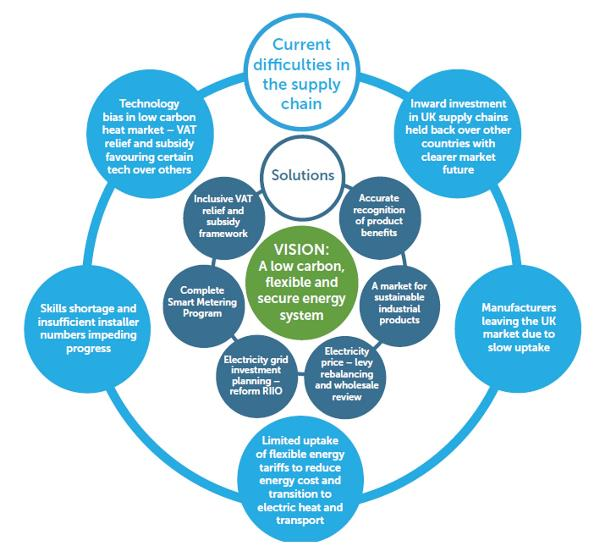 Current
difficulties in
the supply
chain
Technology
bias in low carbon
heat market – VAT
relief and subsidy
favouring certain
tech over others
Inward investment
in UK supply chains
held back over other
countries with
clearer market
future
Solutions
Inclusive VAT
relief and
subsidy
framework
Accurate
recognition
of product
benefits
VISION:
A low carbon,
flexible and
secure energy
system
Complete
Smart Metering
Program
A market for
sustainable
industrial
products
Skills shortage and
insufficient installer
numbers impeding
progress
Manufacturers
leaving the UK
market due to
slow uptake
Electricity grid
investment
planning –
reform RIIO
Electricity
price – levy
rebalancing
and wholesale
review
Limited uptake
of flexible energy
tariffs to reduce
energy cost and
transition to
electric heat and
transport